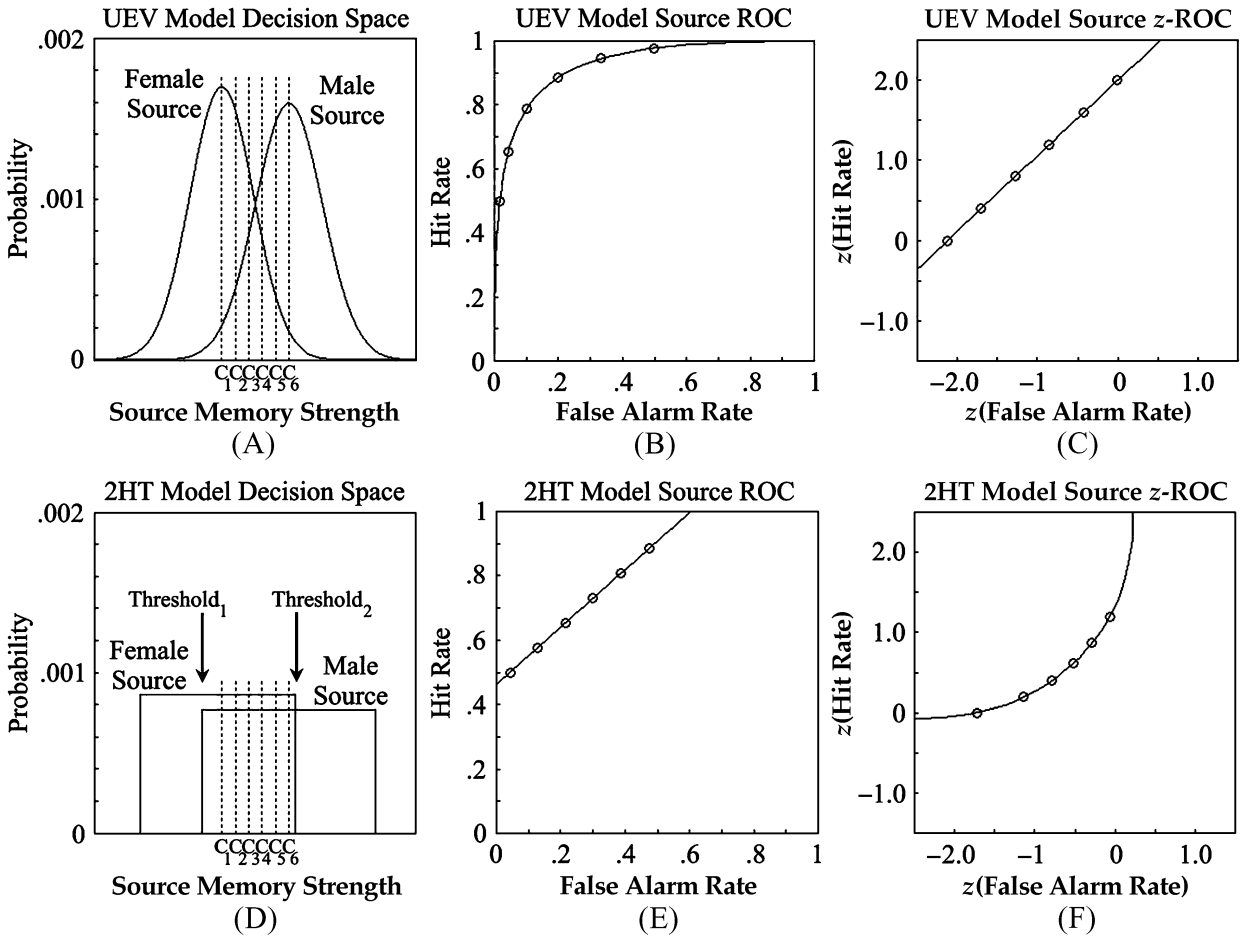 UEV Model Decision Space
.002
Female
Source
Male
Source
.001
0
Probability
CCCCCC
1 2 3 4 5 6
Source Memory Strength
(A)
UEV Model Source ROC
1
.8
.6
.4
.2
0
Hit Rate
0 .2 .4 .6 .8 1
False Alarm Rate
(B)
UEV Model Source z-ROC
2.0
1.0
0
−1.0
z(Hit Rate)
−2.0 −1 0 1.0
z(False Alarm Rate)
(C)
2HT Model Decision Space
.002
Threshold1
Threshold2
Female
Source
Male
Source
.001
0
Probability
CCCCCC
1 2 3 4 5 6
Source Memory Strength
(D)
2HT Model Source ROC
1
.8
.6
.4
.2
0
Hit Rate
0 .2 .4 .6 .8 1
False Alarm Rate
(E)
2HT Model Source z-ROC
2.0
1.0
0
−1.0
z(Hit Rate)
−2.0 −1 0 1.0
z(False Alarm Rate)
(F)